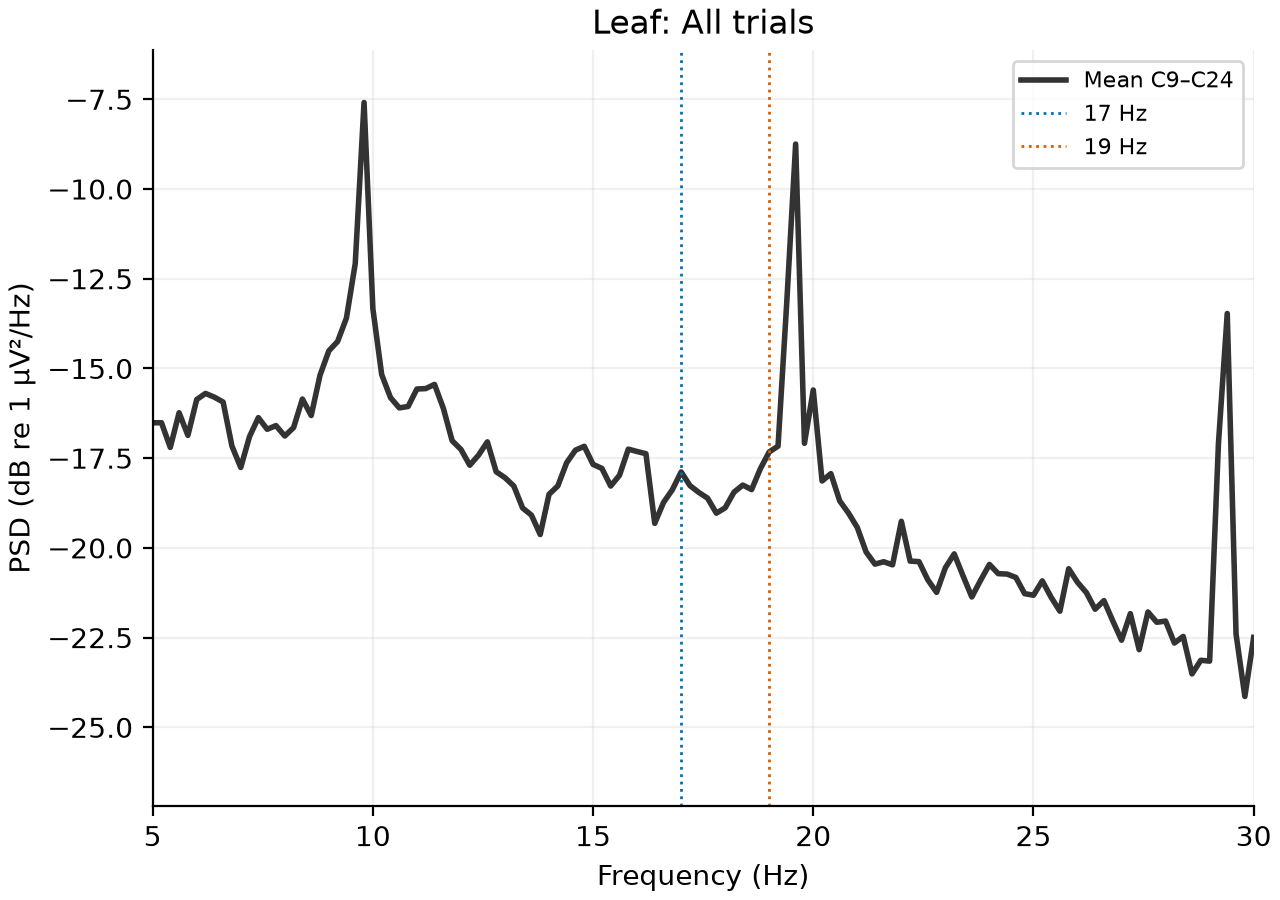 Leaf: All trials
Mean C9–C24
17 Hz
19 Hz
PSD (dB re 1 µV²/Hz)
−7.5
−10.0
−12.5
−15.0
−17.5
−20.0
−22.5
−25.0
5
10
15
20
25
30
Frequency (Hz)